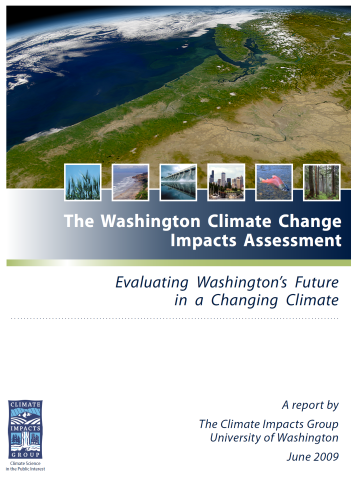 The Washington Climate Change
Impacts Assessment
Evaluating Washington's Future
in a Changing Climate
A report by
The Climate Impacts Group
University of Washington
June 2009
CLIMATE
IMPACTS
GROUP
Climate Science
in the Public Interest